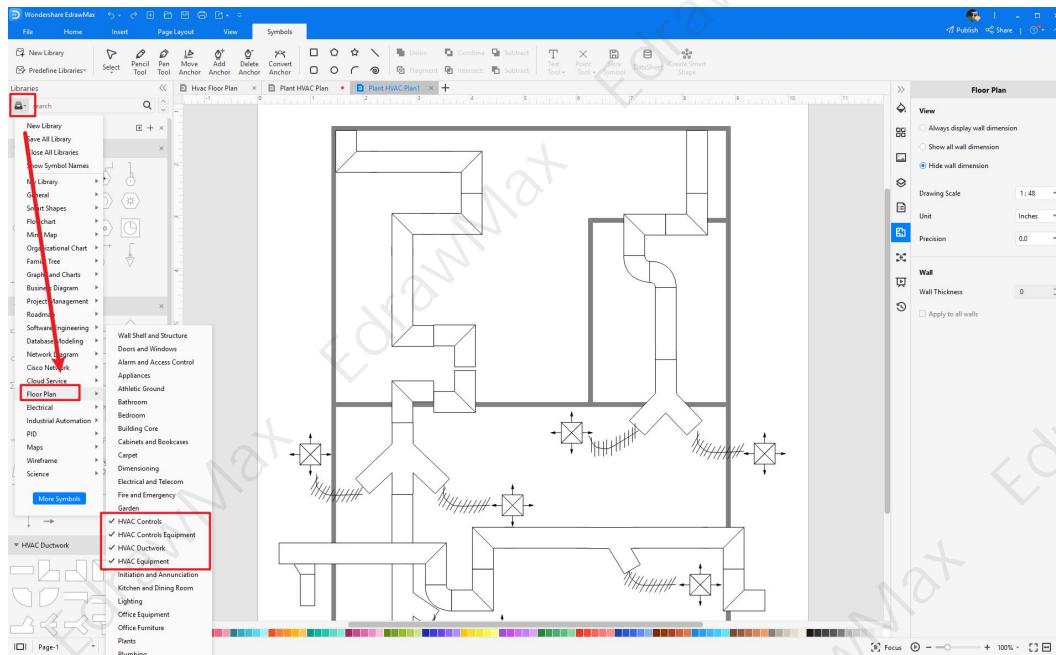 Wondershare EdrawMax
File Home Insert Page Layout View Symbols
Publish Share
New Library
Predefine Libraries
Select
Pencil Tool
Pen Tool
Move Anchor
Add Anchor
Delete Anchor
Convert Anchor
Union Combine Subtract
Fragment Intersect Subtract
Text Tool
Point Tool
More Symbol
DataSheet
Create Smart Shape
Libraries
Hvac Floor Plan
Plant HVAC Plan
Plant HVAC Plan1
search
New Library
Save All Library
Close All Libraries
Show Symbol Names
My Library
General
Smart Shapes
Flowchart
Mind Map
Organizational Chart
Family Tree
Graphs and Charts
Business Diagram
Project Management
Roadmap
Software Engineering
Database Modeling
Network Diagram
Cisco Network
Cloud Service
Floor Plan
Electrical
Industrial Automation
PID
Maps
Wireframe
Science
More Symbols
HVAC Ductwork
Wall Shell and Structure
Doors and Windows
Alarm and Access Control
Appliances
Athletic Ground
Bathroom
Bedroom
Building Core
Cabinets and Bookcases
Carpet
Dimensioning
Electrical and Telecom
Fire and Emergency
Garden
HVAC Controls
HVAC Controls Equipment
HVAC Ductwork
HVAC Equipment
Initiation and Annunciation
Kitchen and Dining Room
Lighting
Office Equipment
Office Furniture
Plants
Plumbing
Floor Plan
View
Always display wall dimension
Show all wall dimension
Hide wall dimension
Drawing Scale 1 : 48
Unit Inches
Precision 0.0
Wall
Wall Thickness 0
Apply to all walls
Page-1
Focus
100%
EdrawMax
EdrawMax
EdrawMax